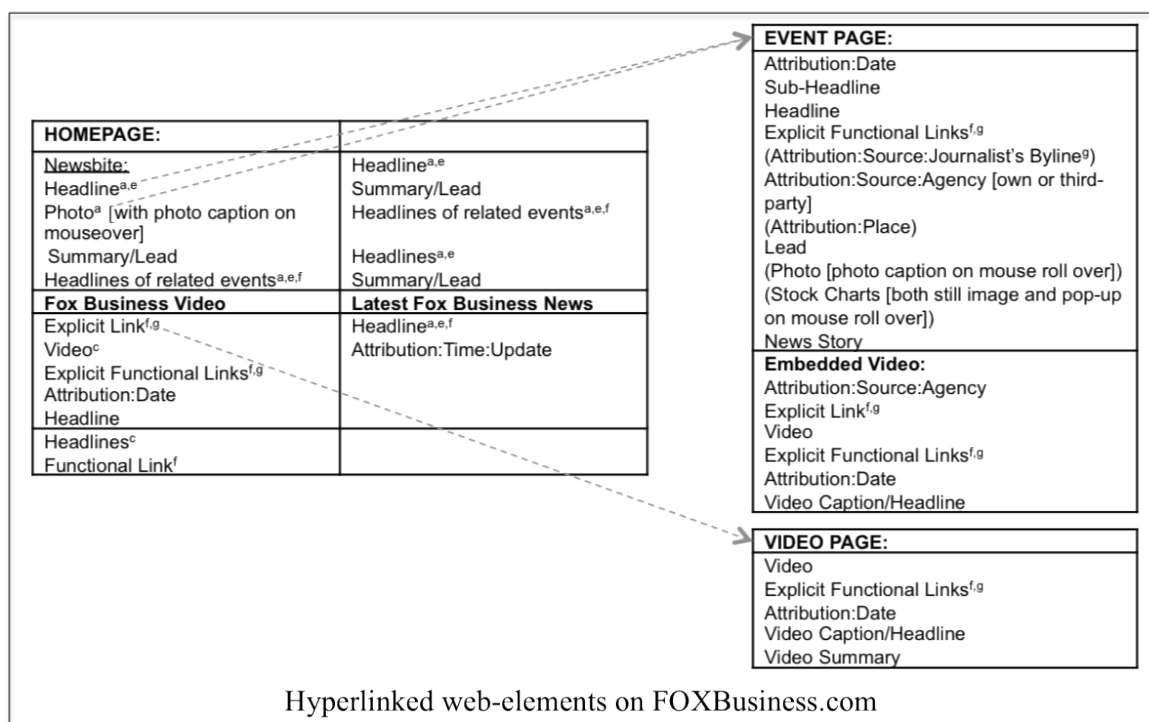 HOMEPAGE:
Newsbite:
Headlineᵃ,ᵉ
Photoᵃ [with photo caption on
mouseover]
Summary/Lead
Headlines of related eventsᵃ,ᵉ,ᶠ
Headlineᵃ,ᵉ
Summary/Lead
Headlines of related eventsᵃ,ᵉ,ᶠ
Headlinesᵃ,ᵉ
Summary/Lead
Fox Business Video
Explicit Linkᶠ,ᵍ
Videoᶜ
Explicit Functional Linksᶠ,ᵍ
Attribution:Date
Headline
Headlinesᶜ
Functional Linkᶠ
Latest Fox Business News
Headlineᵃ,ᵉ,ᶠ
Attribution:Time:Update
EVENT PAGE:
Attribution:Date
Sub-Headline
Headline
Explicit Functional Linksᶠ,ᵍ
(Attribution:Source:Journalist's Bylineᵍ)
Attribution:Source:Agency [own or third-
party]
(Attribution:Place)
Lead
(Photo [photo caption on mouse roll over])
(Stock Charts [both still image and pop-up
on mouse roll over])
News Story
Embedded Video:
Attribution:Source:Agency
Explicit Linkᶠ,ᵍ
Video
Explicit Functional Linksᶠ,ᵍ
Attribution:Date
Video Caption/Headline
VIDEO PAGE:
Video
Explicit Functional Linksᶠ,ᵍ
Attribution:Date
Video Caption/Headline
Video Summary
Hyperlinked web-elements on FOXBusiness.com